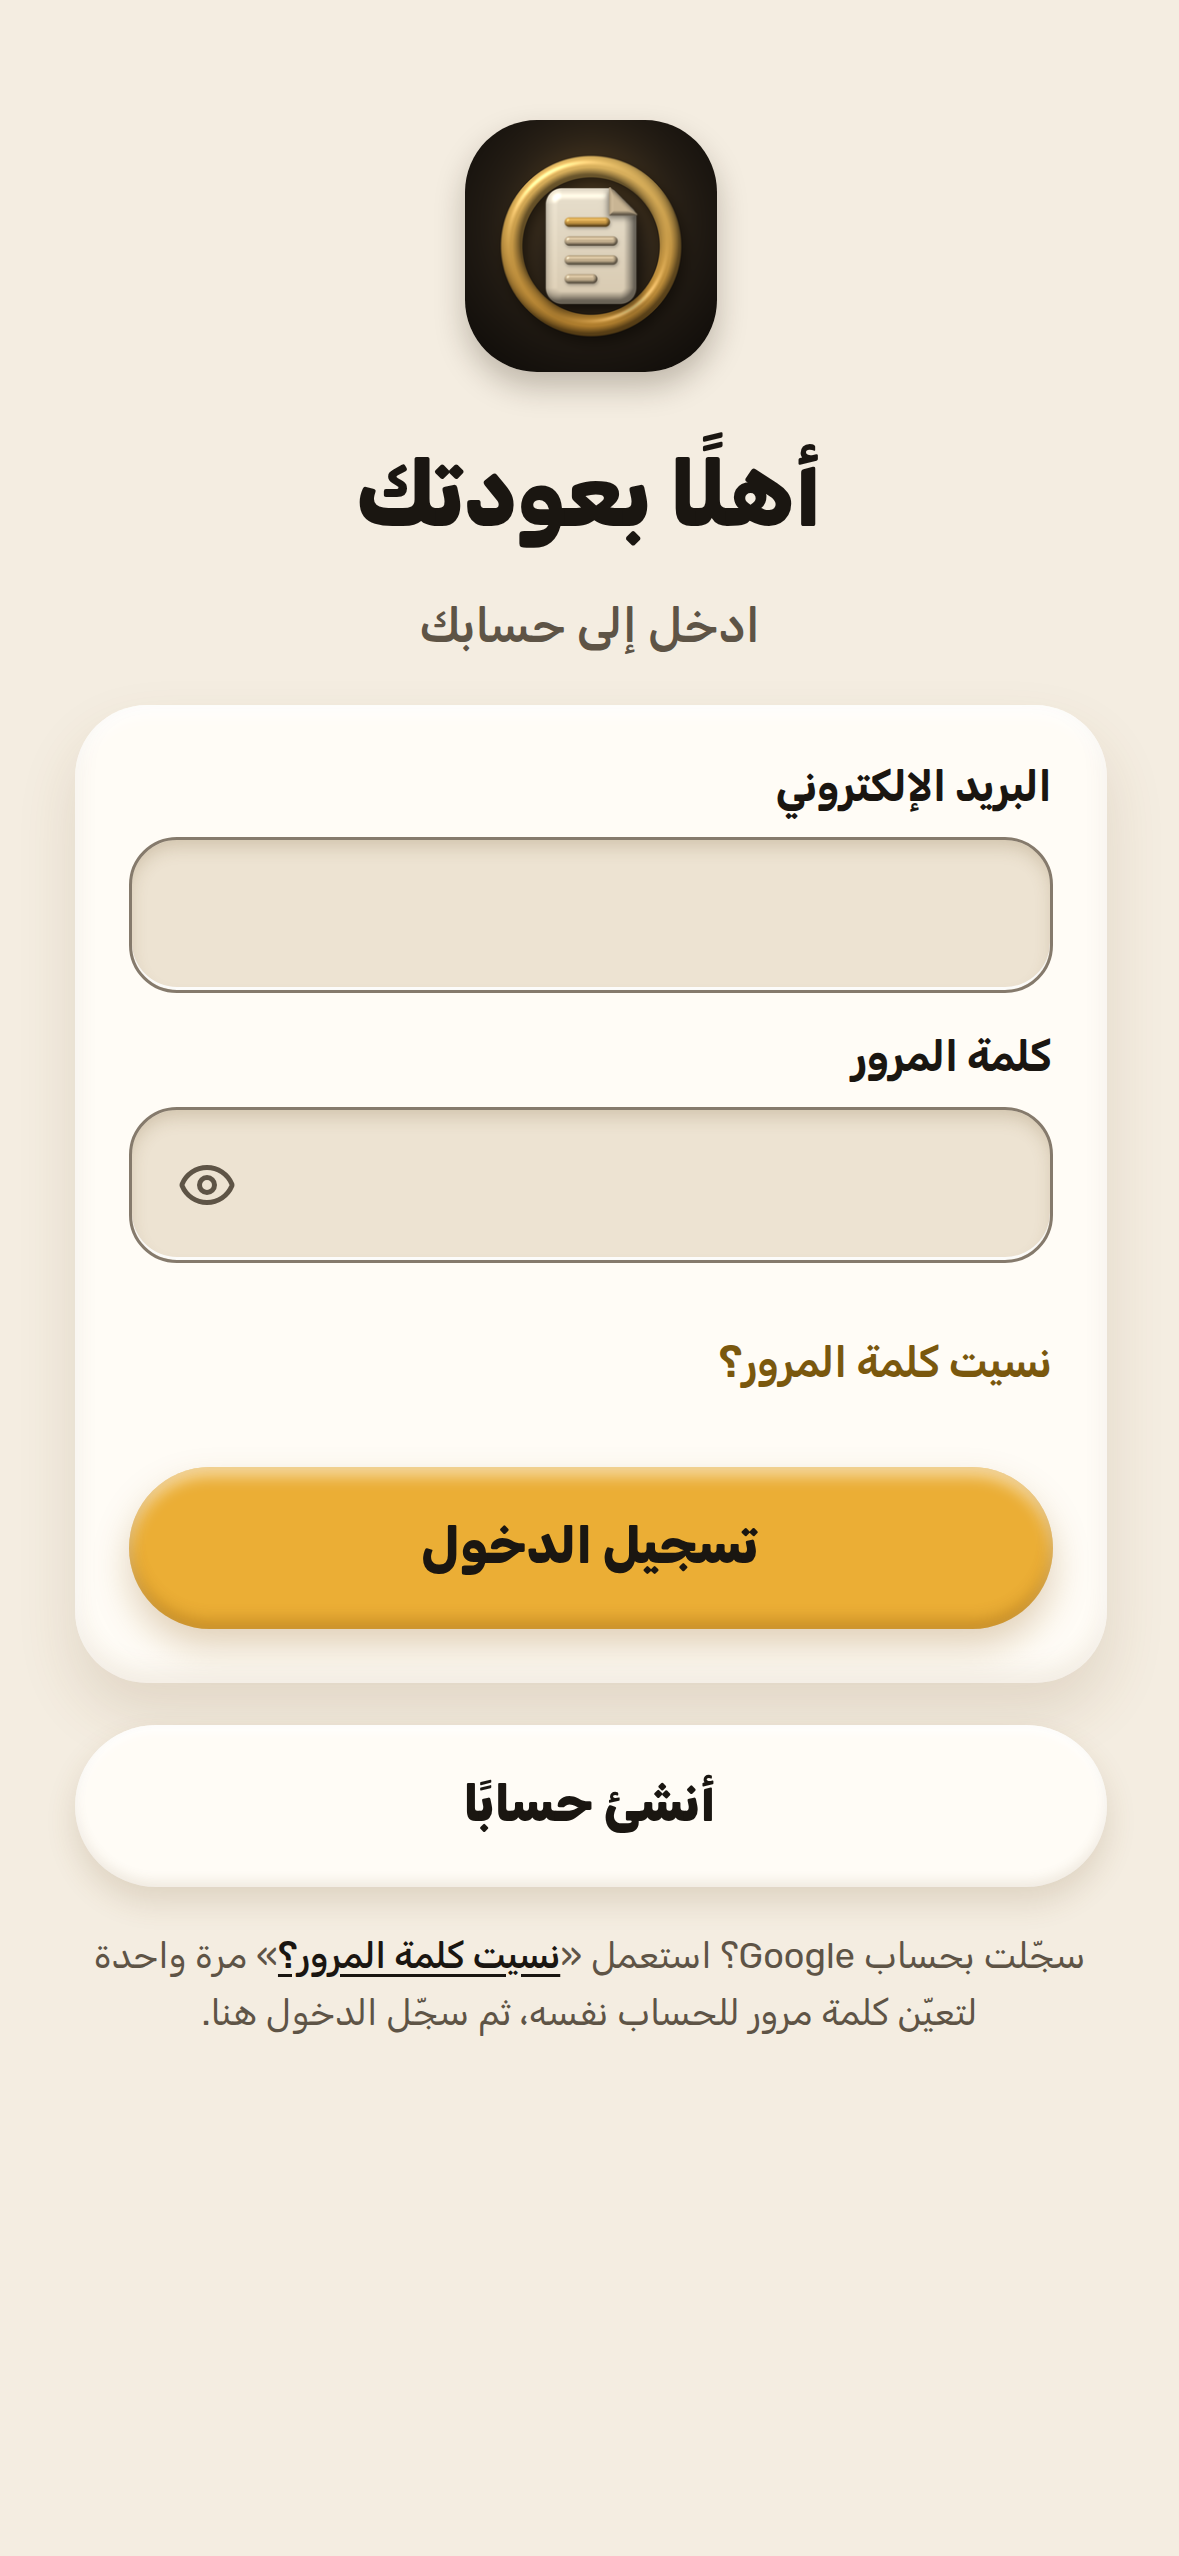 أهلًا بعودتك
ادخل إلى حسابك
البريد الإلكتروني
كلمة المرور
نسيت كلمة المرور؟
تسجيل الدخول
أنشئ حسابًا
سجّلت بحساب Google؟ استعمل «نسيت كلمة المرور؟» مرة واحدة
لتعيّن كلمة مرور للحساب نفسه، ثم سجّل الدخول هنا.